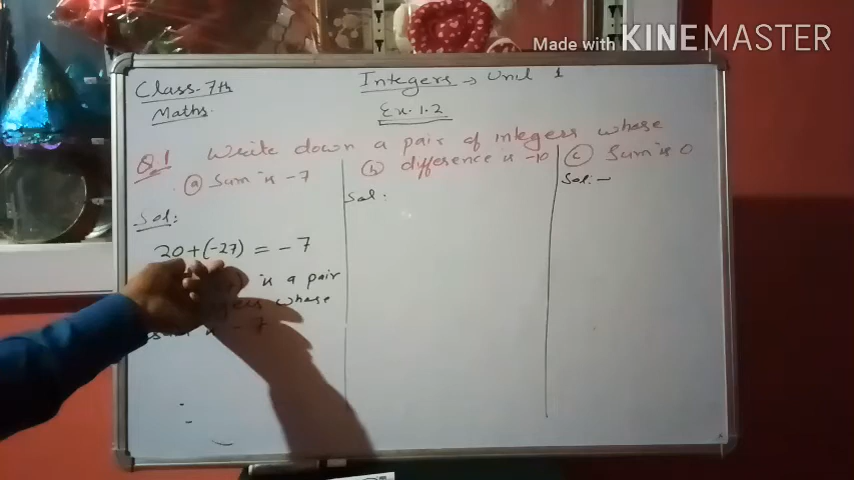 Made with KINEMASTER
Class-7th
Maths
Integers → Unit 1
Ex.1.2
Q.1 Write down a pair of integers whose
(a) Sum is -7
(b) difference is -10
(c) Sum is 0
Sol:
20+(-27) = -7
is a pair
whose
is -7
Sol:
Sol:-